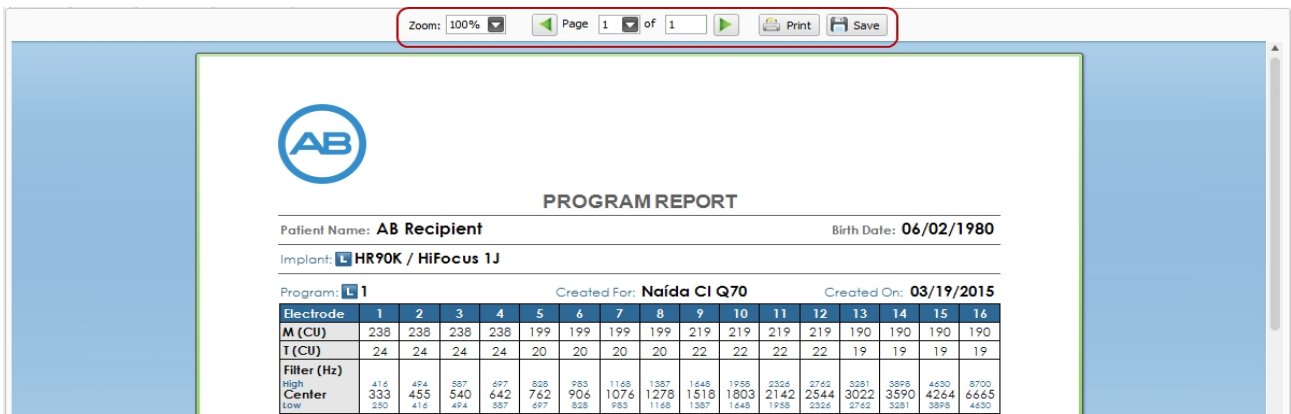 Zoom: 100% Page 1 of 1 Print Save
AB
PROGRAM REPORT
Patient Name: AB Recipient Birth Date: 06/02/1980
Implant: L HR90K / HiFocus 1J
Program: L 1 Created For: Naída CI Q70 Created On: 03/19/2015
Electrode 1 2 3 4 5 6 7 8 9 10 11 12 13 14 15 16
M (CU) 238 238 238 238 199 199 199 199 219 219 219 219 190 190 190 190
T (CU) 24 24 24 24 20 20 20 20 22 22 22 22 19 19 19 19
Filter (Hz)
High 416 494 587 697 828 983 1168 1387 1648 1958 2326 2762 3281 3898 4630 8700
Center 333 455 540 642 762 906 1076 1278 1518 1803 2142 2544 3022 3590 4264 6665
Low 250 416 494 587 697 828 983 1168 1387 1648 1958 2326 2762 3281 3898 4630